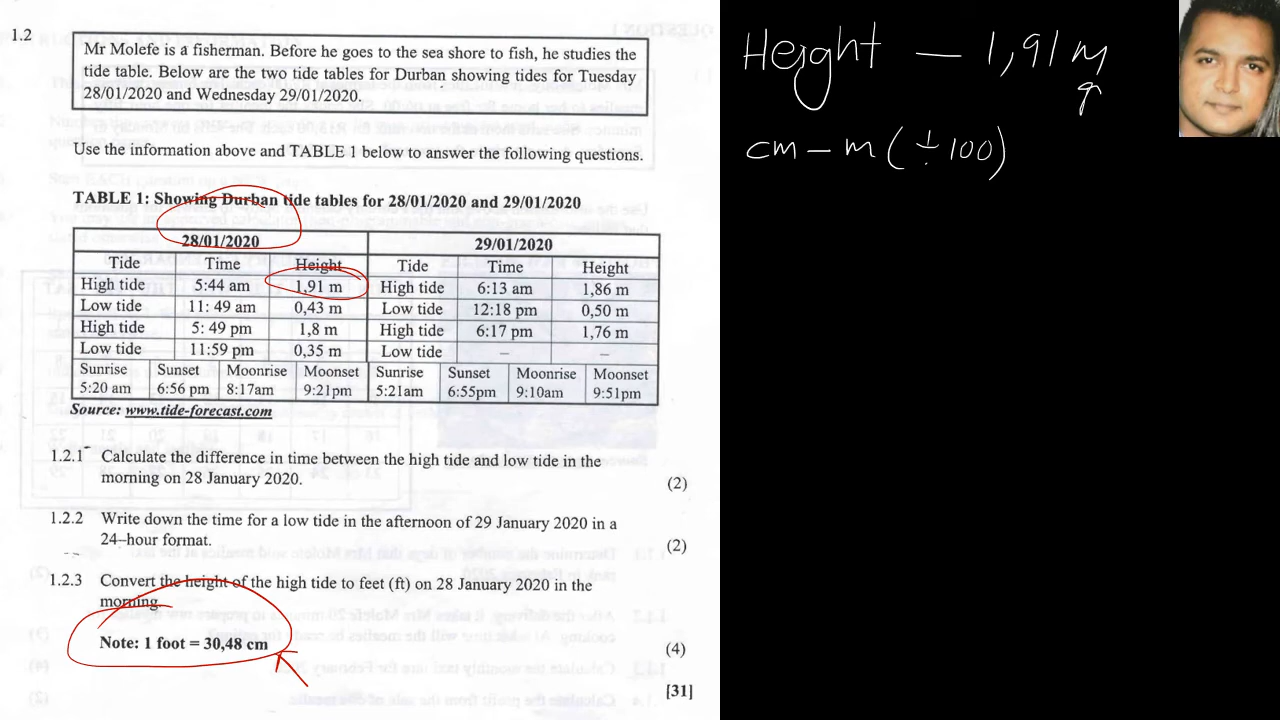 1.2
Mr Molefe is a fisherman. Before he goes to the sea shore to fish, he studies the
tide table. Below are the two tide tables for Durban showing tides for Tuesday
28/01/2020 and Wednesday 29/01/2020.
Use the information above and TABLE 1 below to answer the following questions.
TABLE 1: Showing Durban tide tables for 28/01/2020 and 29/01/2020
28/01/2020 29/01/2020
Tide Time Height Tide Time Height
High tide 5:44 am 1,91 m High tide 6:13 am 1,86 m
Low tide 11: 49 am 0,43 m Low tide 12:18 pm 0,50 m
High tide 5: 49 pm 1,8 m High tide 6:17 pm 1,76 m
Low tide 11:59 pm 0,35 m Low tide – –
Sunrise Sunset Moonrise Moonset Sunrise Sunset Moonrise Moonset
5:20 am 6:56 pm 8:17am 9:21pm 5:21am 6:55pm 9:10am 9:51pm
Source: www.tide-forecast.com
1.2.1 Calculate the difference in time between the high tide and low tide in the
morning on 28 January 2020. (2)
1.2.2 Write down the time for a low tide in the afternoon of 29 January 2020 in a
24–hour format. (2)
1.2.3 Convert the height of the high tide to feet (ft) on 28 January 2020 in the
morning.
Note: 1 foot = 30,48 cm (4)
[31]
Height – 1,91 m
cm – m (÷ 100)